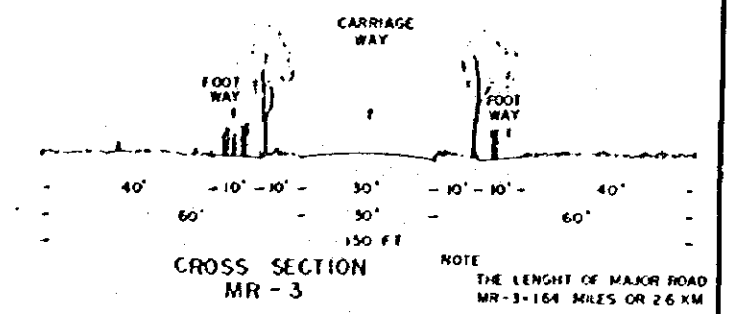 CARRIAGE
WAY
FOOT
WAY
FOOT
WAY
40' 10' 10' 30' 10' 10' 40'
60' 30' 60'
150 FT
CROSS SECTION
MR - 3
NOTE
THE LENGHT OF MAJOR ROAD
MR-3=164 MILES OR 2.6 KM